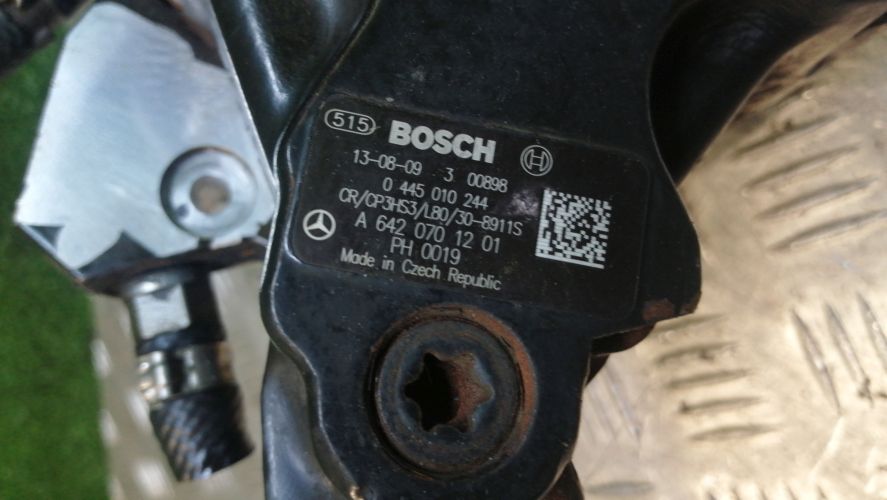 515 BOSCH
13-08-09 3 00898
0 445 010 244
CR/CP3HS3/L80/30-8911S
A 642 070 12 01
PH 0019
Made in Czech Republic